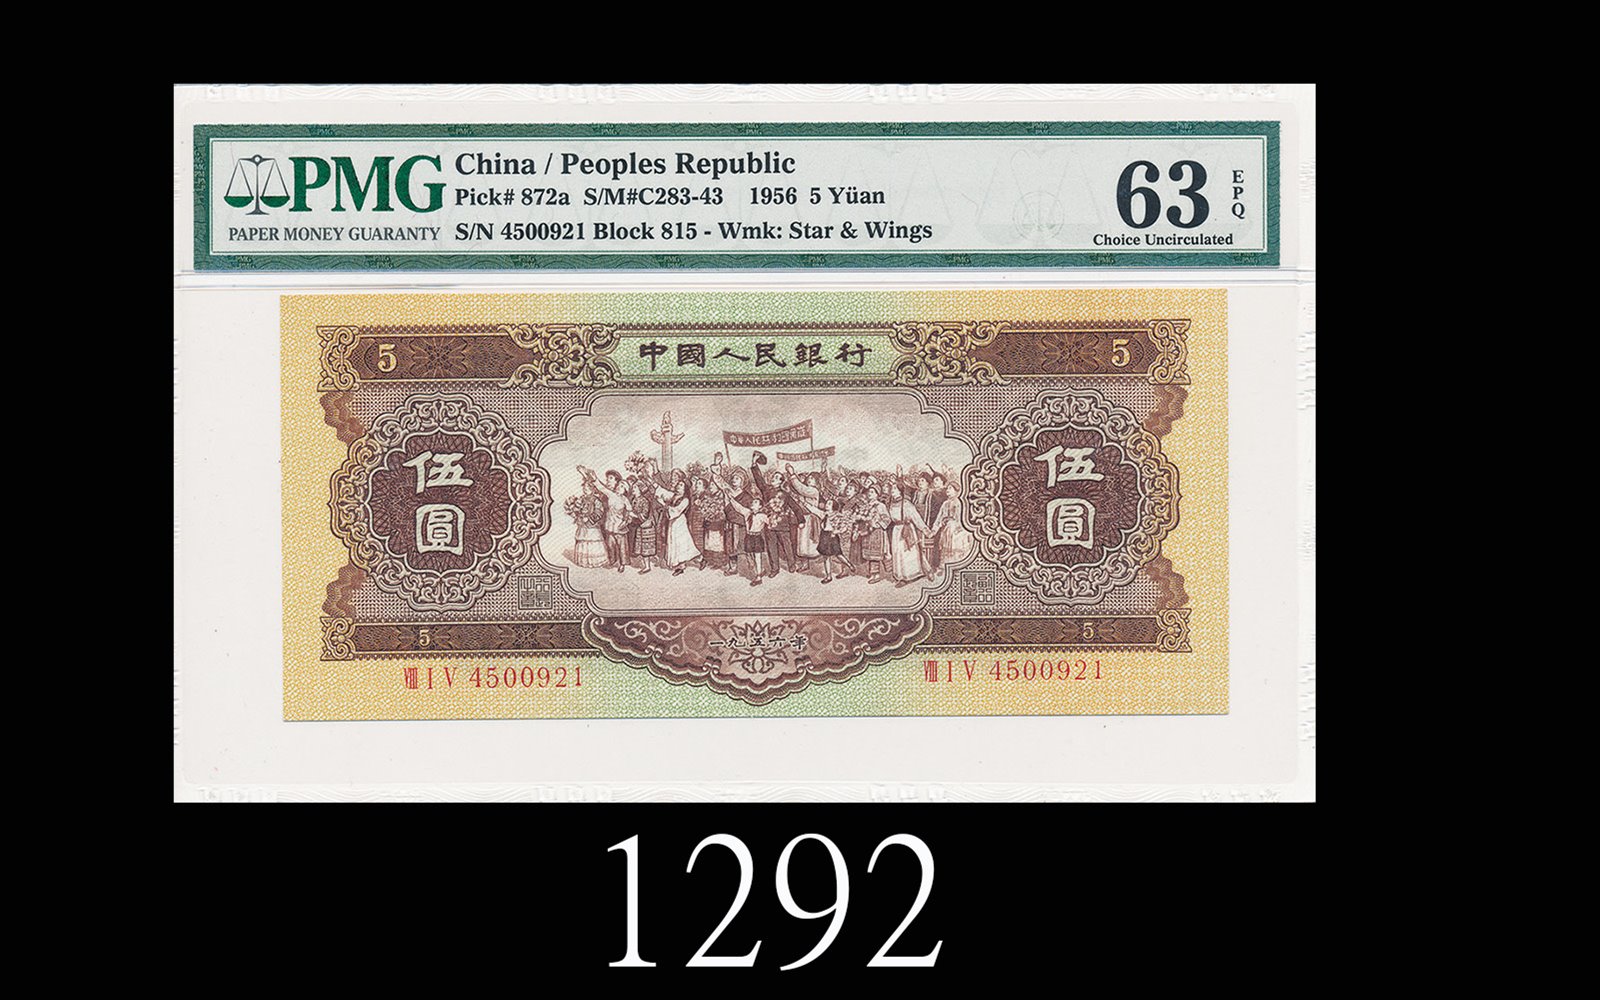 PMG
PAPER MONEY GUARANTY
China / Peoples Republic
Pick# 872a S/M#C283-43 1956 5 Yüan
S/N 4500921 Block 815 - Wmk: Star & Wings
63
EPQ
Choice Uncirculated
5
中國人民銀行
5
伍圓
伍圓
5
一九五六年
5
VIII I V 4500921
VIII I V 4500921
1292